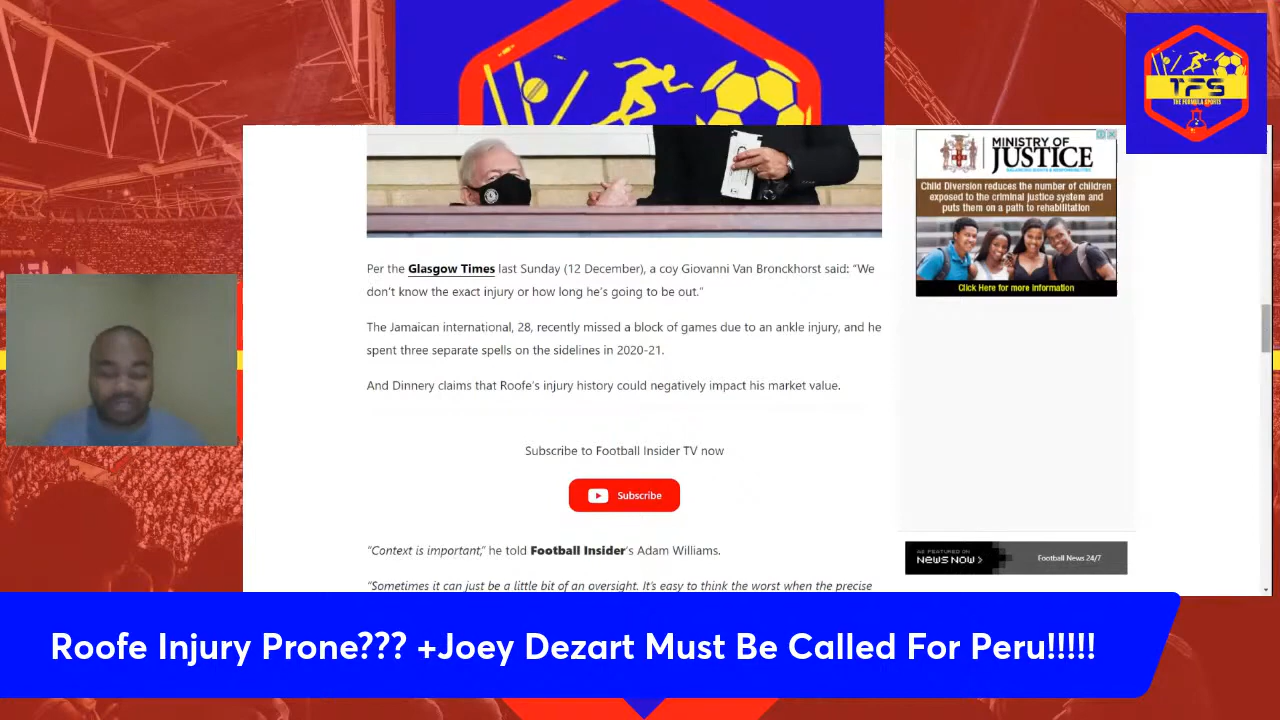 TFS
THE FORMULA SPORTS
MINISTRY OF
JUSTICE
Child Diversion reduces the number of children
exposed to the criminal justice system and
puts them on a path to rehabilitation
Click Here for more information
Per the Glasgow Times last Sunday (12 December), a coy Giovanni Van Bronckhorst said: “We
don’t know the exact injury or how long he’s going to be out.”
The Jamaican international, 28, recently missed a block of games due to an ankle injury, and he
spent three separate spells on the sidelines in 2020-21.
And Dinnery claims that Roofe’s injury history could negatively impact his market value.
Subscribe to Football Insider TV now
Subscribe
“Context is important,” he told Football Insider’s Adam Williams.
“Sometimes it can just be a little bit of an oversight. It’s easy to think the worst when the precise
AS FEATURED ON
NEWS NOW
Football News 24/7
Roofe Injury Prone??? +Joey Dezart Must Be Called For Peru!!!!!